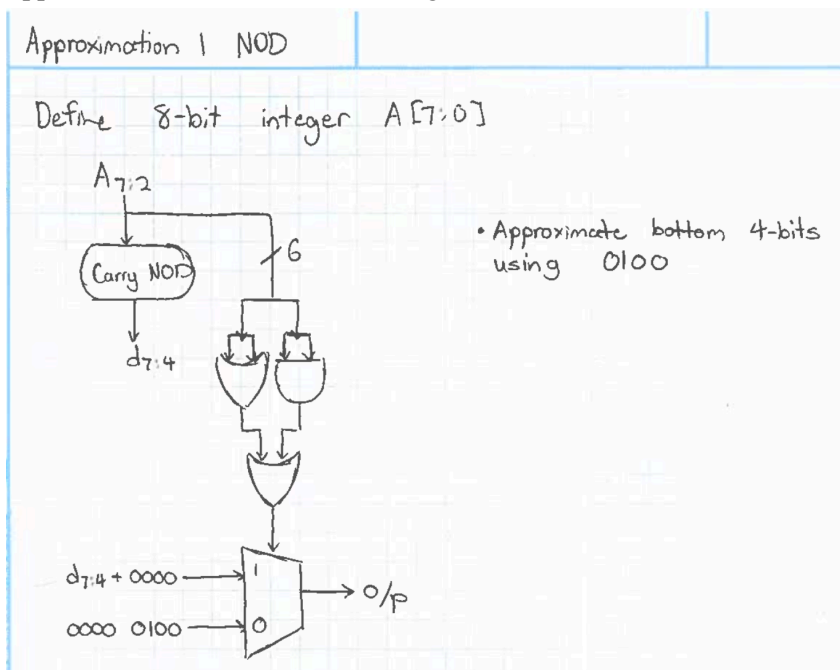 Approximation 1 NOD
Define 8-bit integer A[7:0]
A7:2
• Approximate bottom 4-bits
using 0100
6
Carry NOD
d7:4
d7:4 + 0000
1
O/p
0000 0100
0